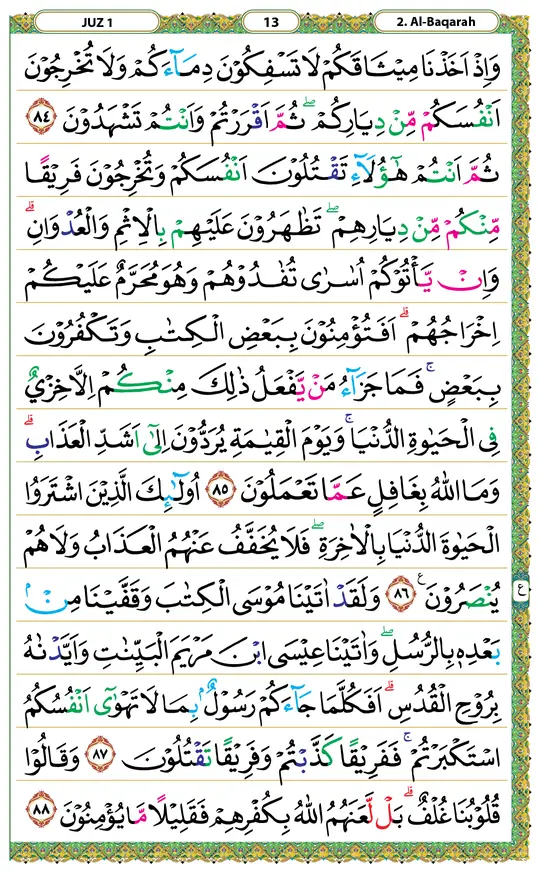 JUZ 1 13 2. Al-Baqarah
وَاِذْ اَخَذْنَا مِيْثَاقَكُمْ لَا تَسْفِكُوْنَ دِمَآءَكُمْ وَلَا تُخْرِجُوْنَ
اَنْفُسَكُمْ مِّنْ دِيَارِكُمْ ۖ ثُمَّ اَقْرَرْتُمْ وَاَنْتُمْ تَشْهَدُوْنَ ٨٤
ثُمَّ اَنْتُمْ هٰٓؤُلَآءِ تَقْتُلُوْنَ اَنْفُسَكُمْ وَتُخْرِجُوْنَ فَرِيْقًا
مِّنْكُمْ مِّنْ دِيَارِهِمْ ۖ تَظٰهَرُوْنَ عَلَيْهِمْ بِالْاِثْمِ وَالْعُدْوَانِ ۗ
وَاِنْ يَّأْتُوْكُمْ اُسٰرٰى تُفٰدُوْهُمْ وَهُوَ مُحَرَّمٌ عَلَيْكُمْ
اِخْرَاجُهُمْ ۗ اَفَتُؤْمِنُوْنَ بِبَعْضِ الْكِتٰبِ وَتَكْفُرُوْنَ
بِبَعْضٍ ۚ فَمَا جَزَآءُ مَنْ يَّفْعَلُ ذٰلِكَ مِنْكُمْ اِلَّا خِزْيٌ
فِى الْحَيٰوةِ الدُّنْيَا ۚ وَيَوْمَ الْقِيٰمَةِ يُرَدُّوْنَ اِلٰٓى اَشَدِّ الْعَذَابِ ۗ
وَمَا اللّٰهُ بِغَافِلٍ عَمَّا تَعْمَلُوْنَ ٨٥ اُولٰٓئِكَ الَّذِيْنَ اشْتَرَوُا
الْحَيٰوةَ الدُّنْيَا بِالْاٰخِرَةِ ۖ فَلَا يُخَفَّفُ عَنْهُمُ الْعَذَابُ وَلَا هُمْ
يُنْصَرُوْنَ ࣖ ٨٦ وَلَقَدْ اٰتَيْنَا مُوْسَى الْكِتٰبَ وَقَفَّيْنَا مِنْۢ
ع
بَعْدِهٖ بِالرُّسُلِ ۖ وَاٰتَيْنَا عِيْسَى ابْنَ مَرْيَمَ الْبَيِّنٰتِ وَاَيَّدْنٰهُ
بِرُوْحِ الْقُدُسِ ۗ اَفَكُلَّمَا جَآءَكُمْ رَسُوْلٌۢ بِمَا لَا تَهْوٰٓى اَنْفُسُكُمُ
اسْتَكْبَرْتُمْ ۚ فَفَرِيْقًا كَذَّبْتُمْ وَفَرِيْقًا تَقْتُلُوْنَ ٨٧ وَقَالُوْا
قُلُوْبُنَا غُلْفٌ ۗ بَلْ لَّعَنَهُمُ اللّٰهُ بِكُفْرِهِمْ فَقَلِيْلًا مَّا يُؤْمِنُوْنَ ٨٨